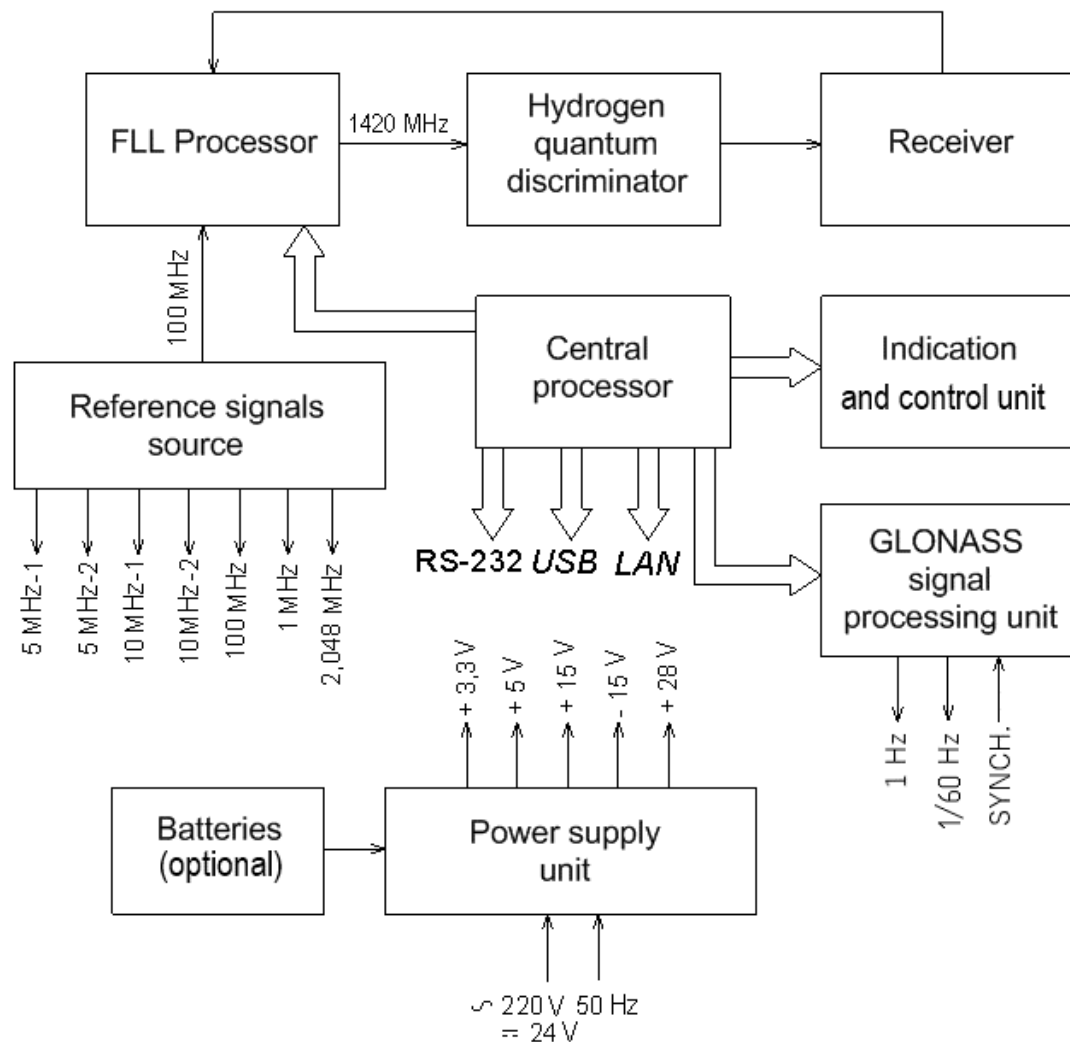 FLL Processor
1420 MHz
Hydrogen
quantum
discriminator
Receiver
100 MHz
Central
processor
Indication
and control unit
Reference signals
source
RS-232 USB LAN
GLONASS
signal
processing unit
5 MHz-1
5 MHz-2
10 MHz-1
10 MHz-2
100 MHz
1 MHz
2,048 MHz
+ 3,3 V
+ 5 V
+ 15 V
- 15 V
+ 28 V
1 Hz
1/60 Hz
SYNCH.
Batteries
(optional)
Power supply
unit
∽ 220 V 50 Hz
= 24 V